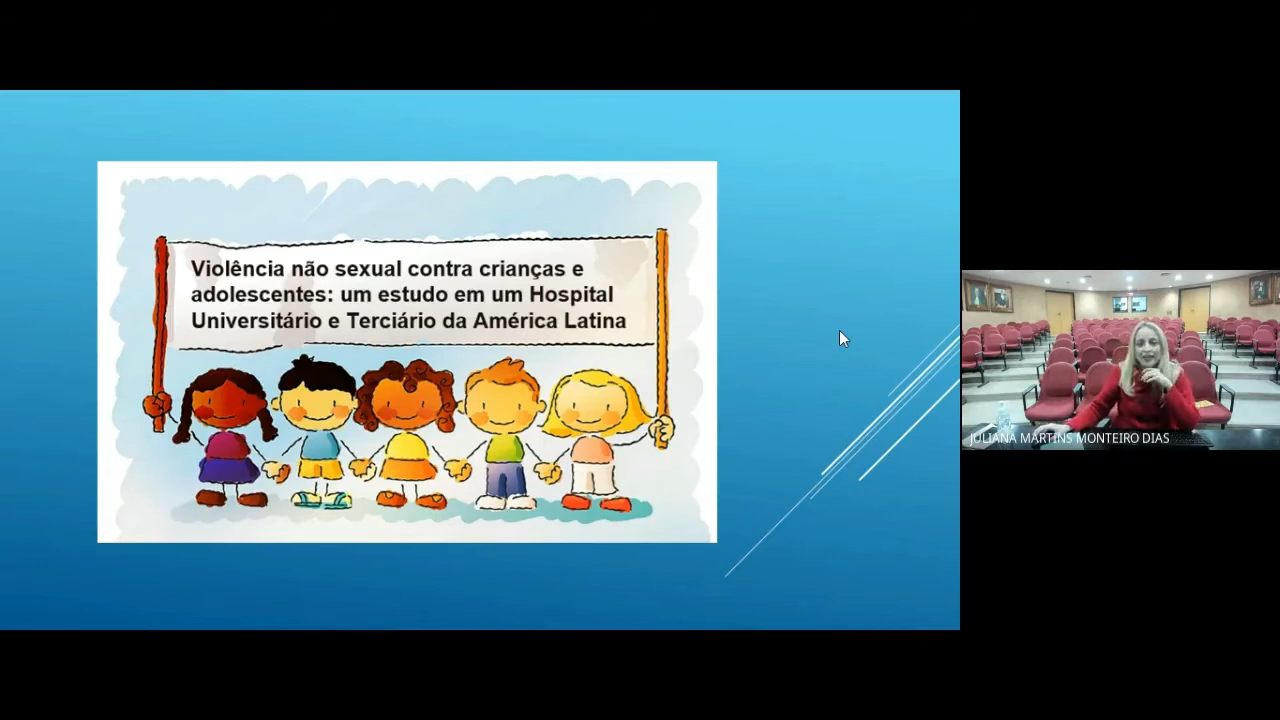 Violência não sexual contra crianças e
adolescentes: um estudo em um Hospital
Universitário e Terciário da América Latina
JULIANA MARTINS MONTEIRO DIAS